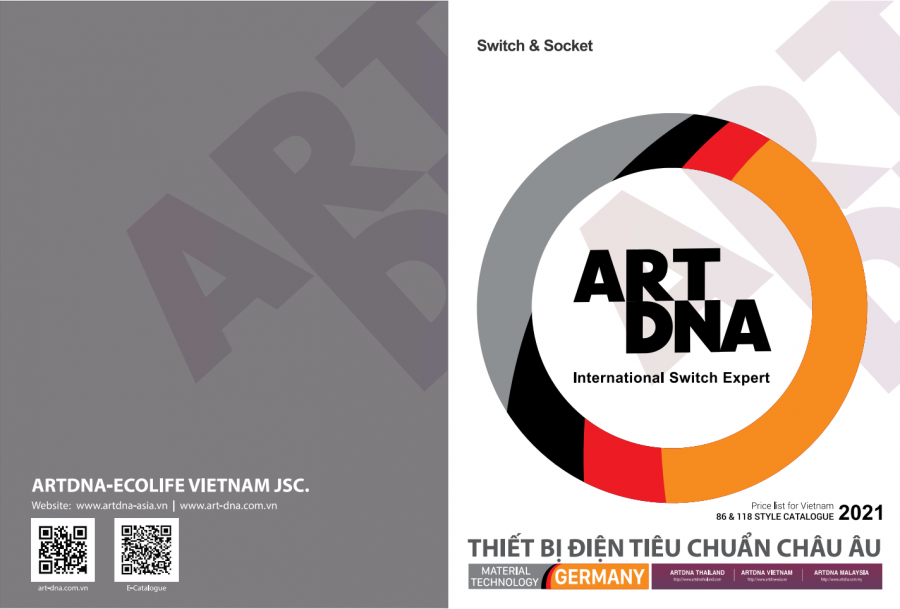 ARTDNA-ECOLIFE VIETNAM JSC.
Website: www.artdna-asia.vn | www.art-dna.com.vn
art-dna.com.vn
E-Catalogue
Switch & Socket
ART
DNA
International Switch Expert
Price list for Vietnam
86 & 118 STYLE CATALOGUE 2021
THIẾT BỊ ĐIỆN TIÊU CHUẨN CHÂU ÂU
MATERIAL
TECHNOLOGY
GERMANY
ARTDNA THAILAND
ARTDNA VIETNAM
ARTDNA MALAYSIA